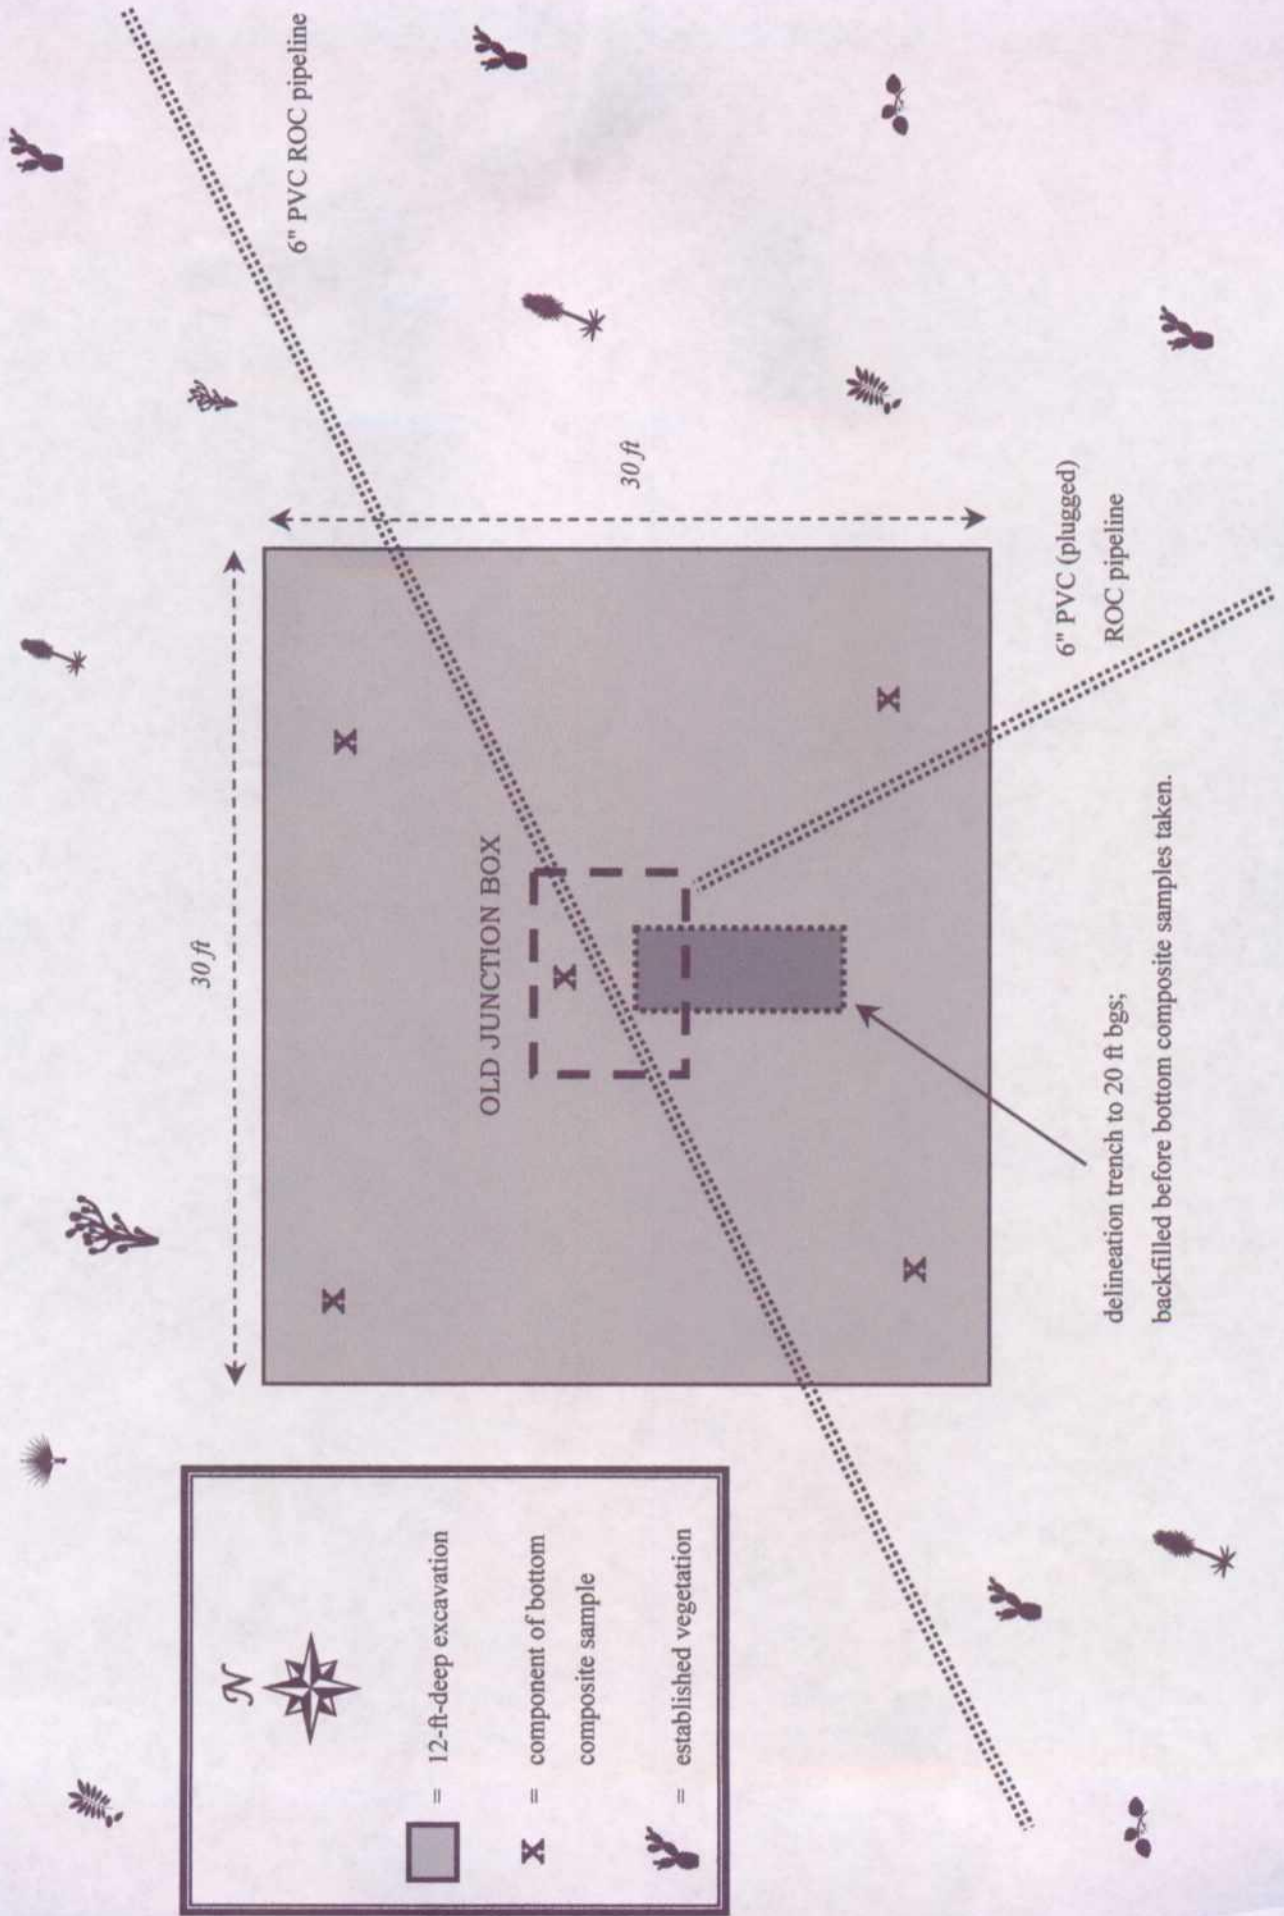 N
= 12-ft-deep excavation
X = component of bottom
composite sample
= established vegetation
30 ft
30 ft
6" PVC ROC pipeline
OLD JUNCTION BOX
X
X
X
X
X
6" PVC (plugged)
ROC pipeline
delineation trench to 20 ft bgs;
backfilled before bottom composite samples taken.